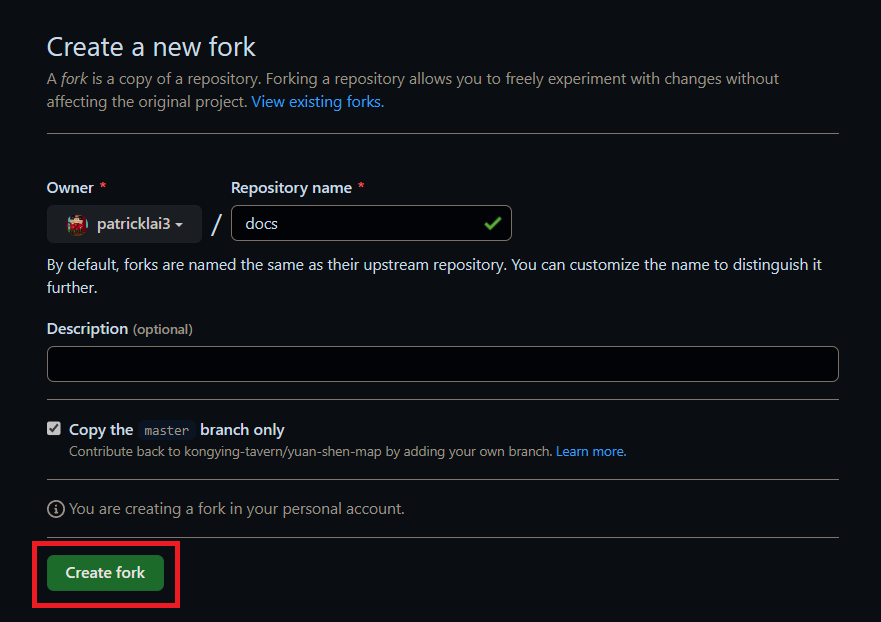 Create a new fork
A fork is a copy of a repository. Forking a repository allows you to freely experiment with changes without
affecting the original project. View existing forks.
Owner * Repository name *
patricklai3 / docs
By default, forks are named the same as their upstream repository. You can customize the name to distinguish it
further.
Description (optional)
Copy the master branch only
Contribute back to kongying-tavern/yuan-shen-map by adding your own branch. Learn more.
You are creating a fork in your personal account.
Create fork